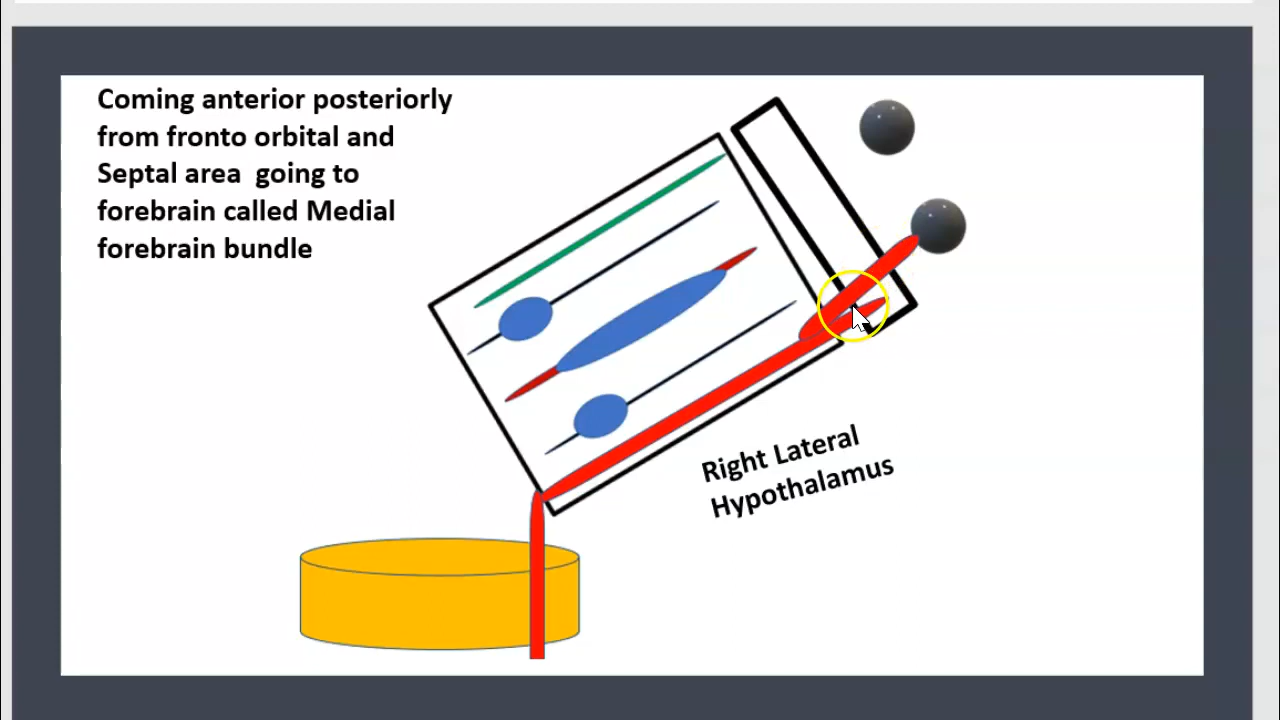 Coming anterior posteriorly
from fronto orbital and
Septal area  going to
forebrain called Medial
forebrain bundle
Right Lateral
Hypothalamus